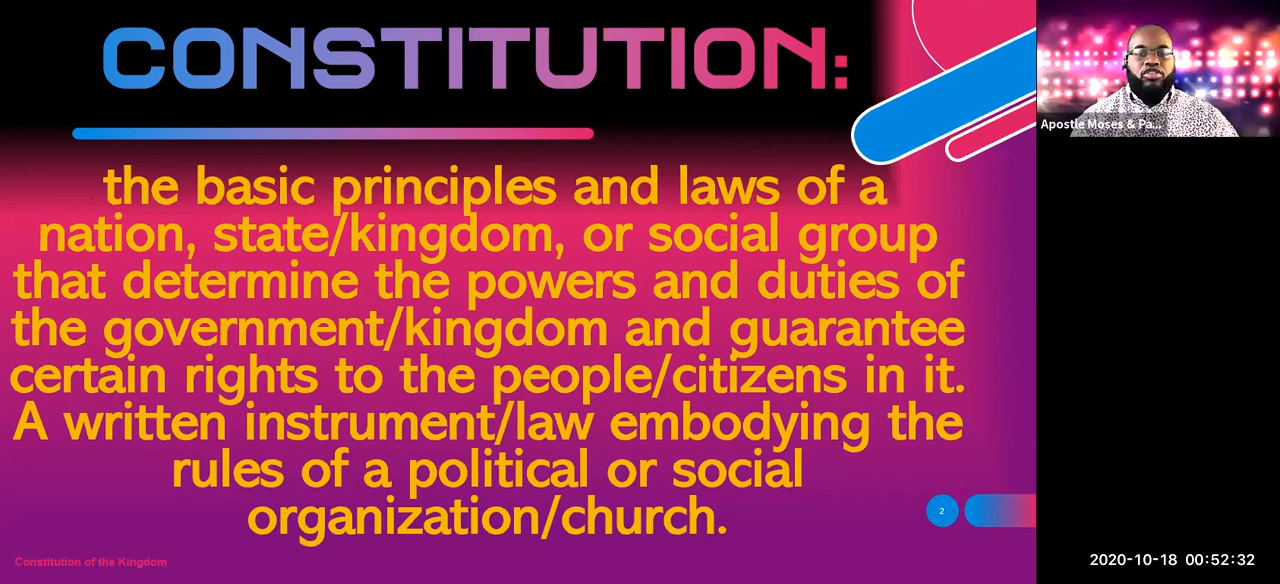 CONSTITUTION:
the basic principles and laws of a
nation, state/kingdom, or social group
that determine the powers and duties of
the government/kingdom and guarantee
certain rights to the people/citizens in it.
A written instrument/law embodying the
rules of a political or social
organization/church.
2
Constitution of the Kingdom
Apostle Moses & Pa...
2020-10-18 00:52:32